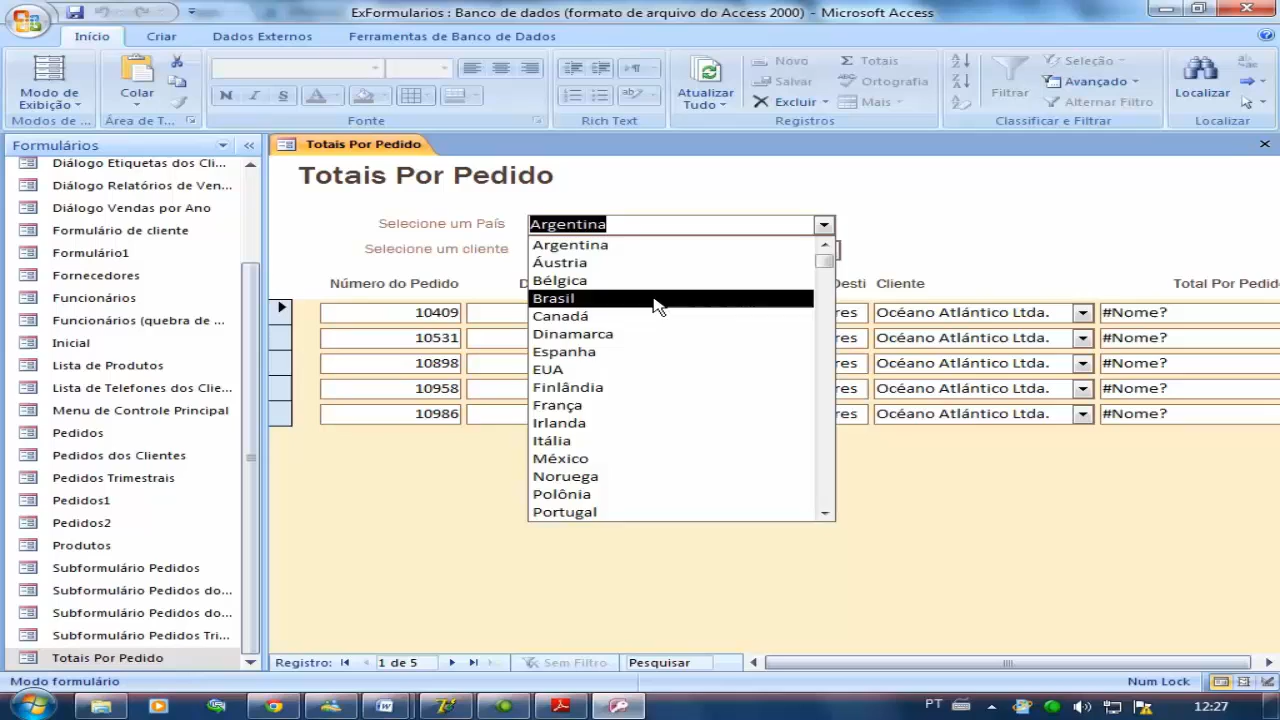 ExFormularios : Banco de dados (formato de arquivo do Access 2000) - Microsoft Access
Início Criar Dados Externos Ferramentas de Banco de Dados
Modo de Exibição
Modos de ...
Colar
Área de T...
N I S
Fonte
Rich Text
Atualizar Tudo
Novo
Salvar
Excluir
Totais
Ortografia
Mais
Registros
Filtrar
Seleção
Avançado
Alternar Filtro
Classificar e Filtrar
Localizar
Localizar
Formulários
Diálogo Etiquetas dos Cli...
Diálogo Relatórios de Ven...
Diálogo Vendas por Ano
Formulário de cliente
Formulário1
Fornecedores
Funcionários
Funcionários (quebra de ...
Inicial
Lista de Produtos
Lista de Telefones dos Clie...
Menu de Controle Principal
Pedidos
Pedidos dos Clientes
Pedidos Trimestrais
Pedidos1
Pedidos2
Produtos
Subformulário Pedidos
Subformulário Pedidos do...
Subformulário Pedidos do...
Subformulário Pedidos Tri...
Totais Por Pedido
Totais Por Pedido
Totais Por Pedido
Selecione um País Argentina
Selecione um cliente
Argentina
Áustria
Bélgica
Brasil
Canadá
Dinamarca
Espanha
EUA
Finlândia
França
Irlanda
Itália
México
Noruega
Polônia
Portugal
Número do Pedido D Desti Cliente Total Por Pedid
10409 res Océano Atlántico Ltda. #Nome?
10531 res Océano Atlántico Ltda. #Nome?
10898 res Océano Atlántico Ltda. #Nome?
10958 res Océano Atlántico Ltda. #Nome?
10986 res Océano Atlántico Ltda. #Nome?
Registro: 1 de 5 Sem Filtro Pesquisar
Modo formulário Num Lock
PT 12:27